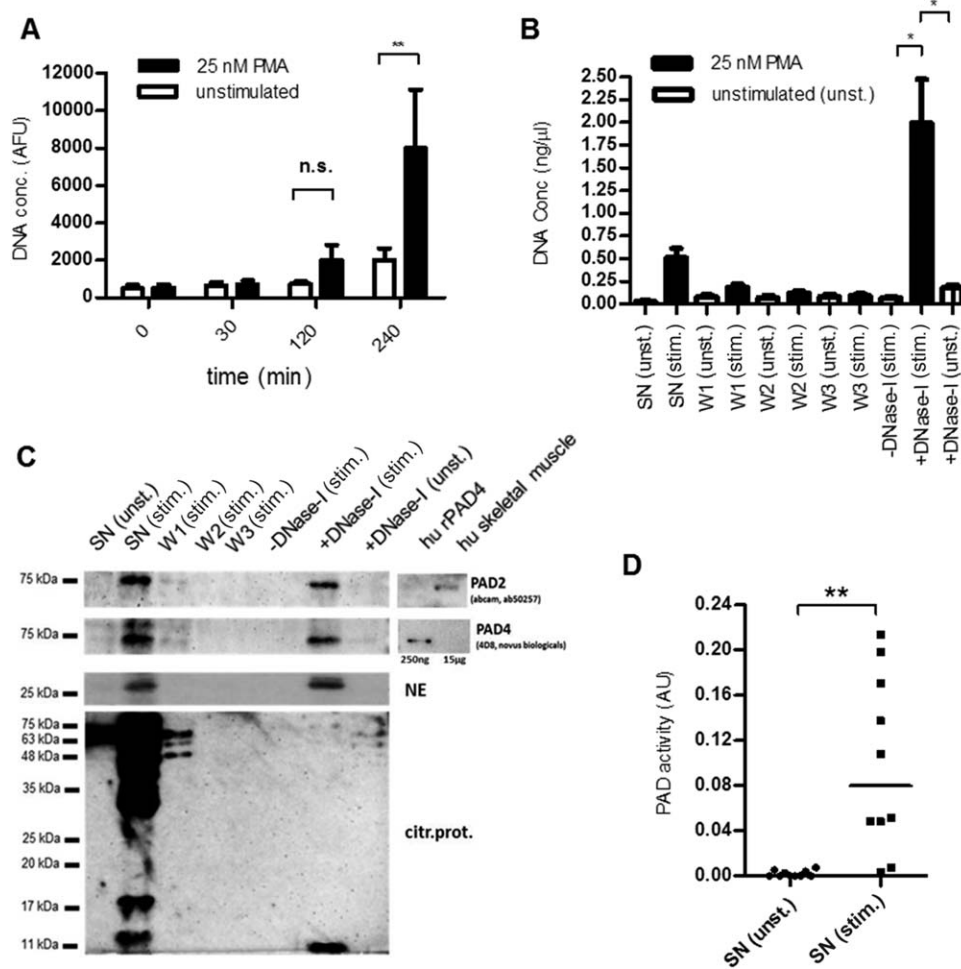 A
**
25 nM PMA
unstimulated
12000
10000
8000
6000
4000
2000
0
DNA conc. (AFU)
n.s.
0
30
120
240
time (min)
B
*
*
25 nM PMA
unstimulated (unst.)
2.50
2.25
2.00
1.75
1.50
1.25
1.00
0.75
0.50
0.25
0.00
DNA Conc (ng/µl)
SN (unst.)
SN (stim.)
W1 (unst.)
W1 (stim.)
W2 (unst.)
W2 (stim.)
W3 (unst.)
W3 (stim.)
-DNase-I (stim.)
+DNase-I (stim.)
+DNase-I (unst.)
C
SN (unst.)
SN (stim.)
W1 (stim.)
W2 (stim.)
W3 (stim.)
-DNase-I (stim.)
+DNase-I (stim.)
+DNase-I (unst.)
hu rPAD4
hu skeletal muscle
75 kDa
PAD2
(abcam, ab50257)
75 kDa
PAD4
(4D8, novus biologicals)
250ng
15µg
25 kDa
NE
75 kDa
63 kDa
48 kDa
35 kDa
25 kDa
20 kDa
17 kDa
11 kDa
citr.prot.
D
**
0.24
0.20
0.16
0.12
0.08
0.04
0.00
PAD activity (AU)
SN (unst.)
SN (stim.)